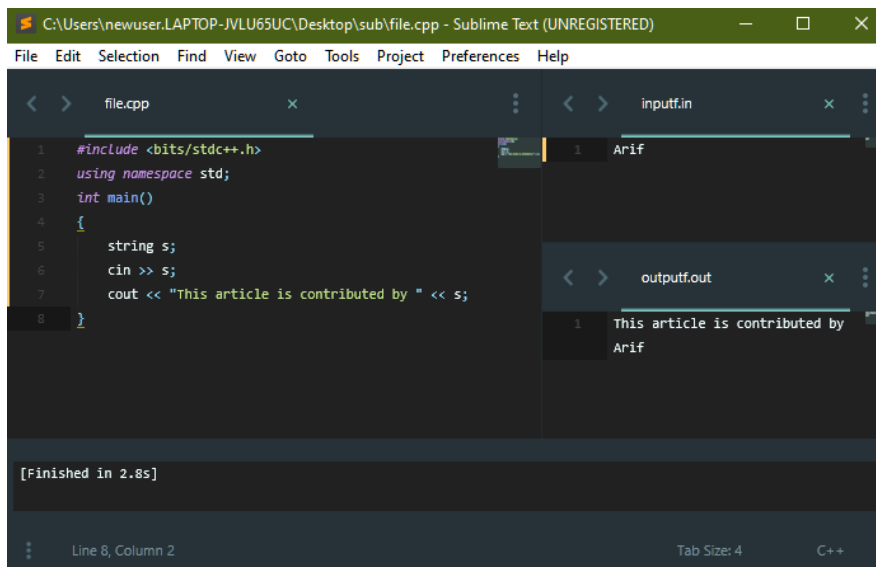 C:\Users\newuser.LAPTOP-JVLU65UC\Desktop\sub\file.cpp - Sublime Text (UNREGISTERED)
File Edit Selection Find View Goto Tools Project Preferences Help
file.cpp
1 #include <bits/stdc++.h>
2 using namespace std;
3 int main()
4 {
5 string s;
6 cin >> s;
7 cout << "This article is contributed by " << s;
8 }
inputf.in
1 Arif
outputf.out
1 This article is contributed by
Arif
[Finished in 2.8s]
Line 8, Column 2
Tab Size: 4
C++